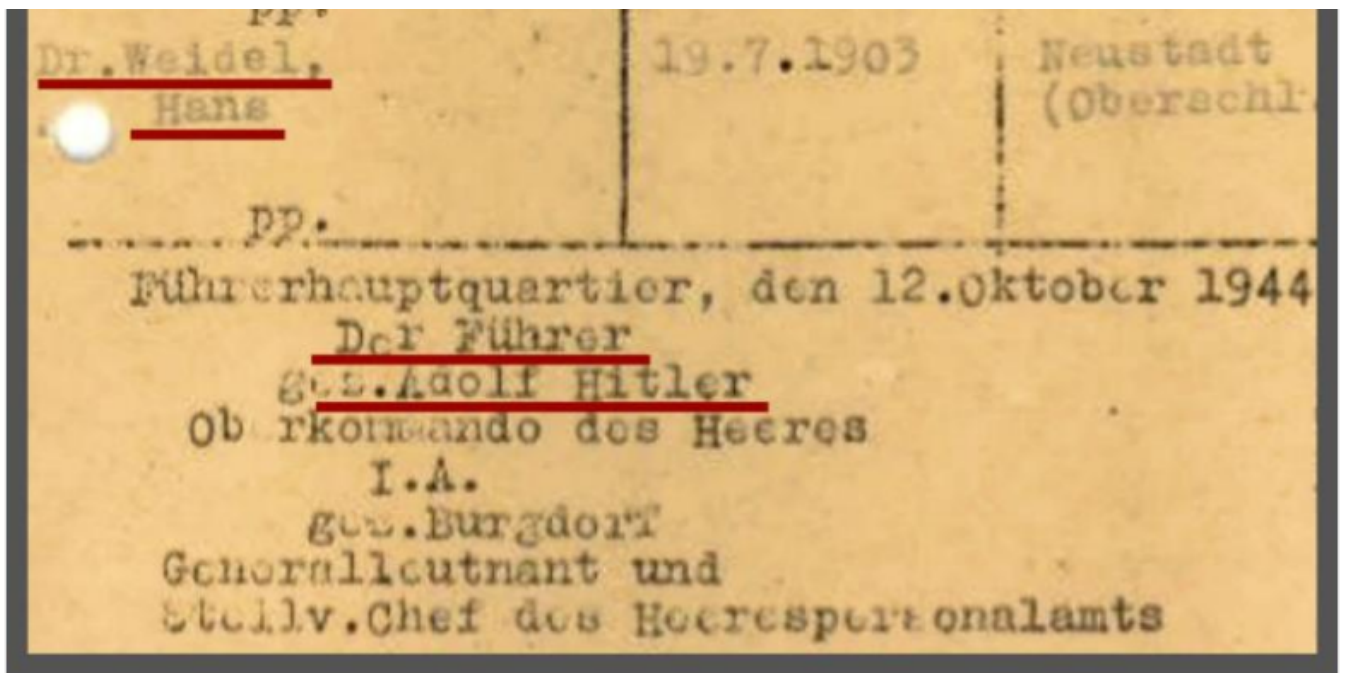 pp.
Dr.Weidel, 19.7.1903 Neustadt
Hans (Oberschl.
pp.
Führerhauptquartier, den 12.Oktober 1944
Der Führer
gez.Adolf Hitler
Oberkommando des Heeres
I.A.
gez.Burgdorf
Generalleutnant und
Stellv.Chef des Heerespersonalamts